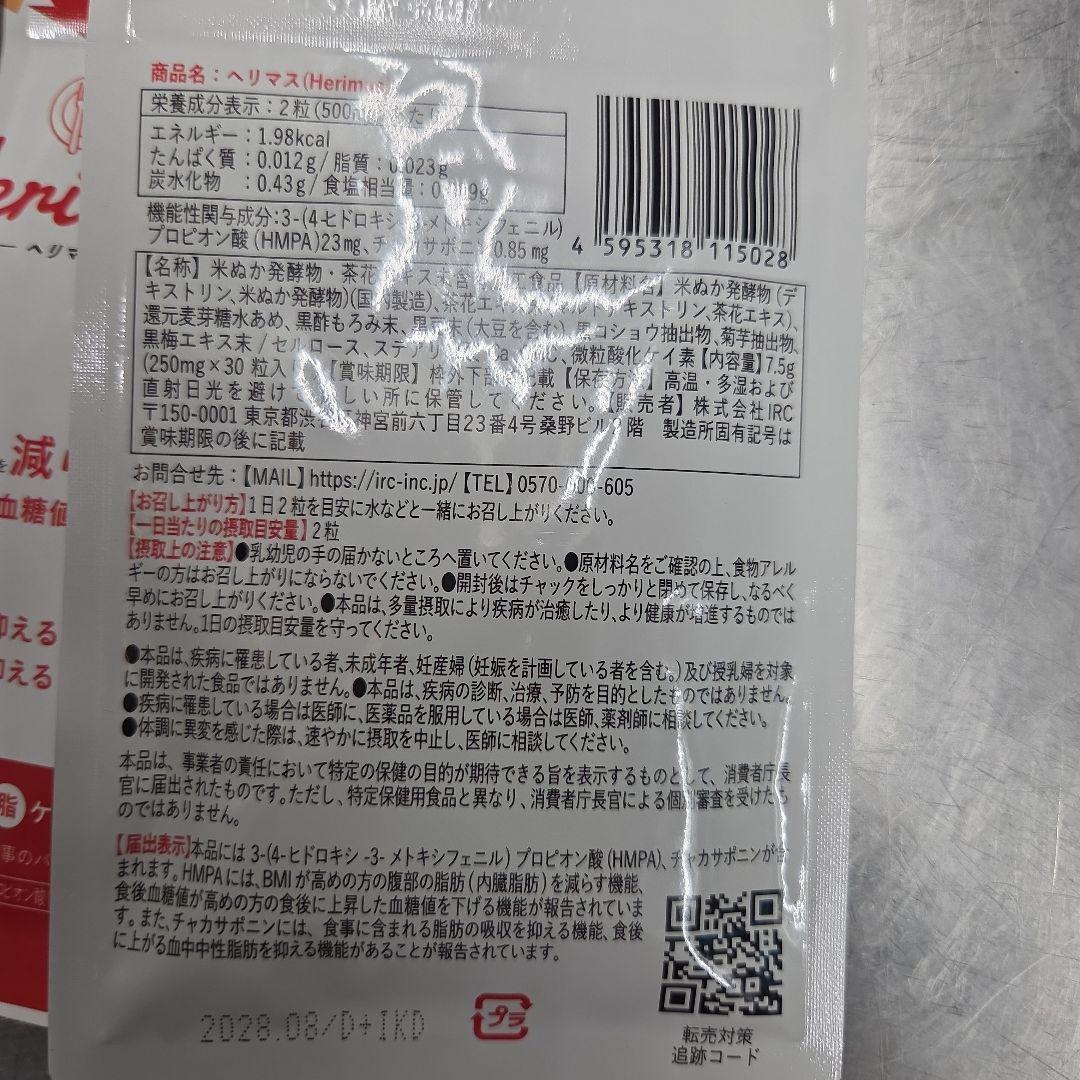 商品名：ヘリマス(Herimas)
栄養成分表示：2粒(500m たり
エネルギー：1.98kcal
たんぱく質：0.012g/脂質：0.023g
炭水化物　：0.43g/食塩相当量：0 9g
機能性関与成分：3-(4ヒドロキシ メトキシフェニル)
プロピオン酸(HMPA)23mg、チャカサポニン 0.85mg
4 595318 115028
【名称】米ぬか発酵物・茶花 キス末含 工食品【原材料名】米ぬか発酵物(デ
キストリン、米ぬか発酵物)(国内製造)、茶花エキス デキストリン、茶花エキス)、
還元麦芽糖水あめ、黒酢もろみ末、 末(大豆を含む)、黒コショウ抽出物、菊芋抽出物、
黒梅エキス末/セルロース、ステアリ Ca MC、微粒酸化ケイ素【内容量】7.5g
(250mg×30粒入 【賞味期限】枠外下部 記載【保存方法】高温・多湿および
直射日光を避け しい所に保管してください。【販売者】株式会社IRC
〒150-0001 東京都渋 神宮前六丁目23番4号桑野ビル 階　製造所固有記号は
賞味期限の後に記載
お問合せ先：【MAIL】https://irc-inc.jp/【TEL】0570- -605
【お召し上がり方】1日2粒を目安に水などと一緒にお召し上がりください。
【一日当たりの摂取目安量】2粒
【摂取上の注意】●乳幼児の手の届かないところへ置いてください。●原材料名をご確認の上、食物アレル
ギーの方はお召し上がりにならないでください。●開封後はチャックをしっかりと閉めて保存し、なるべく
早めにお召し上がりください。●本品は、多量摂取により疾病が治癒したり、より健康が増進するものでは
ありません。1日の摂取目安量を守ってください。
●本品は、疾病に罹患している者、未成年者、妊産婦(妊娠を計画している者を含む。)及び授乳婦を対象
に開発された食品ではありません。●本品は、疾病の診断、治療、予防を目的としたものではありません。
●疾病に罹患している場合は医師に、医薬品を服用している場合は医師、薬剤師に相談してください。
●体調に異変を感じた際は、速やかに摂取を中止し、医師に相談してください。
本品は、事業者の責任において特定の保健の目的が期待できる旨を表示するものとして、消費者庁長
官に届出されたものです。ただし、特定保健用食品と異なり、消費者庁長官による個別審査を受けたも
のではありません。
【届出表示】本品には3-(4-ヒドロキシ-3-メトキシフェニル)プロピオン酸(HMPA)、チャカサポニンが含
まれます。HMPAには、BMIが高めの方の腹部の脂肪(内臓脂肪)を減らす機能、
食後血糖値が高めの方の食後に上昇した血糖値を下げる機能が報告されていま
す。また、チャカサポニンには、食事に含まれる脂肪の吸収を抑える機能、食後
に上がる血中中性脂肪を抑える機能があることが報告されています。
2028.08/D+IKD
プラ
転売対策
追跡コード
eri
ヘリマ
を減
血糖値
抑える
抑える
脂 ケ
事のバ